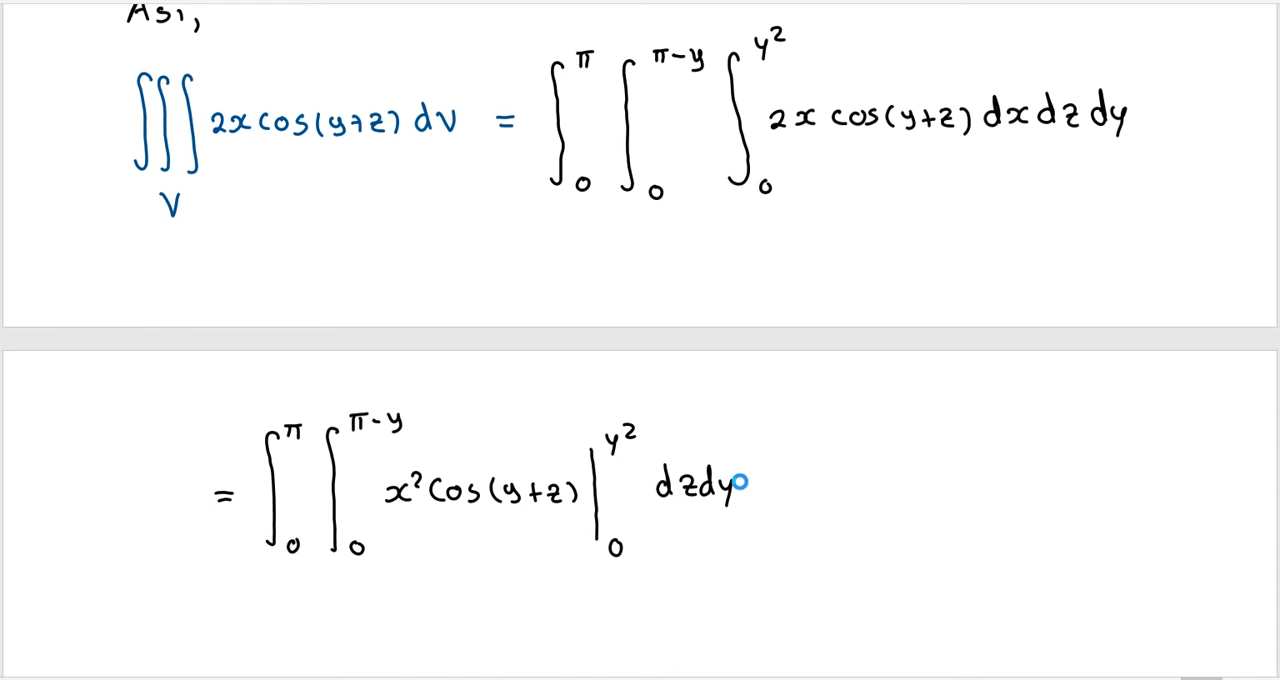 Así,
∭_V 2x cos(y+z) dV = ∫_0^π ∫_0^{π-y} ∫_0^{y²} 2x cos(y+z) dx dz dy
= ∫_0^π ∫_0^{π-y} x² cos(y+z) |_0^{y²} dz dy